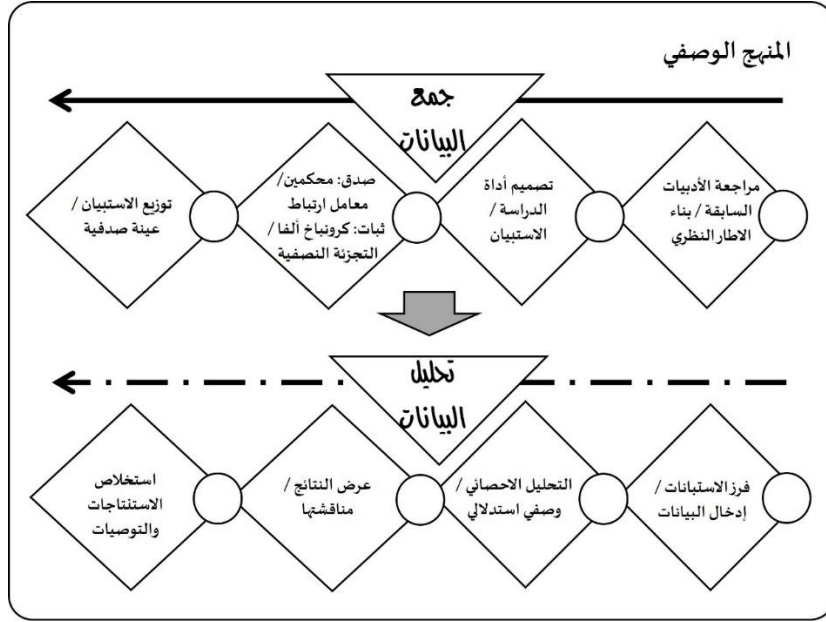 المنهج الوصفي
جمع
البيانات
مراجعة الأدبيات
السابقة / بناء
الاطار النظري
تصميم أداة
الدراسة /
الاستبيان
صدق: محكمين/
معامل ارتباط
ثبات: كرونباخ ألفا /
التجزئة النصفية
توزيع الاستبيان /
عينة صدفية
تحليل
البيانات
فرز الاستبانات /
إدخال البيانات
التحليل الاحصائي /
وصفي استدلالي
عرض النتائج /
مناقشتها
استخلاص
الاستنتاجات
والتوصيات